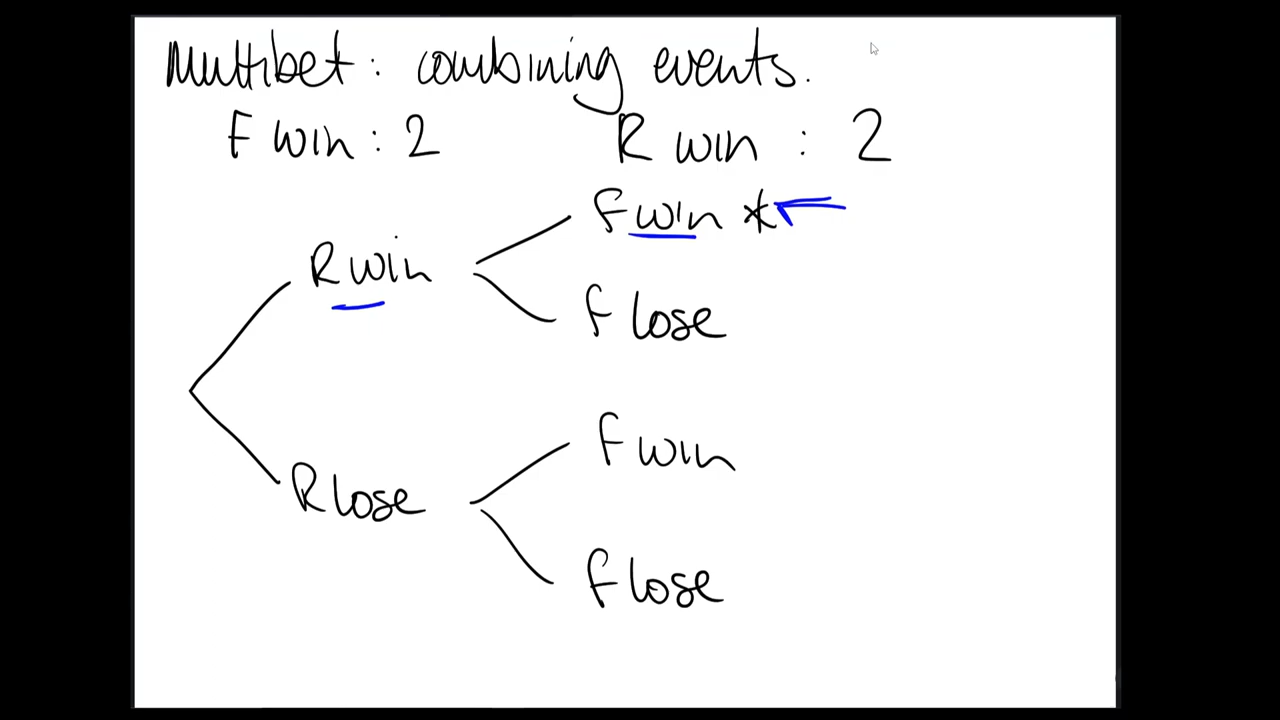 Multibet: combining events.
F win: 2 R win : 2
F win *
R win
F lose
F win
R lose
F lose